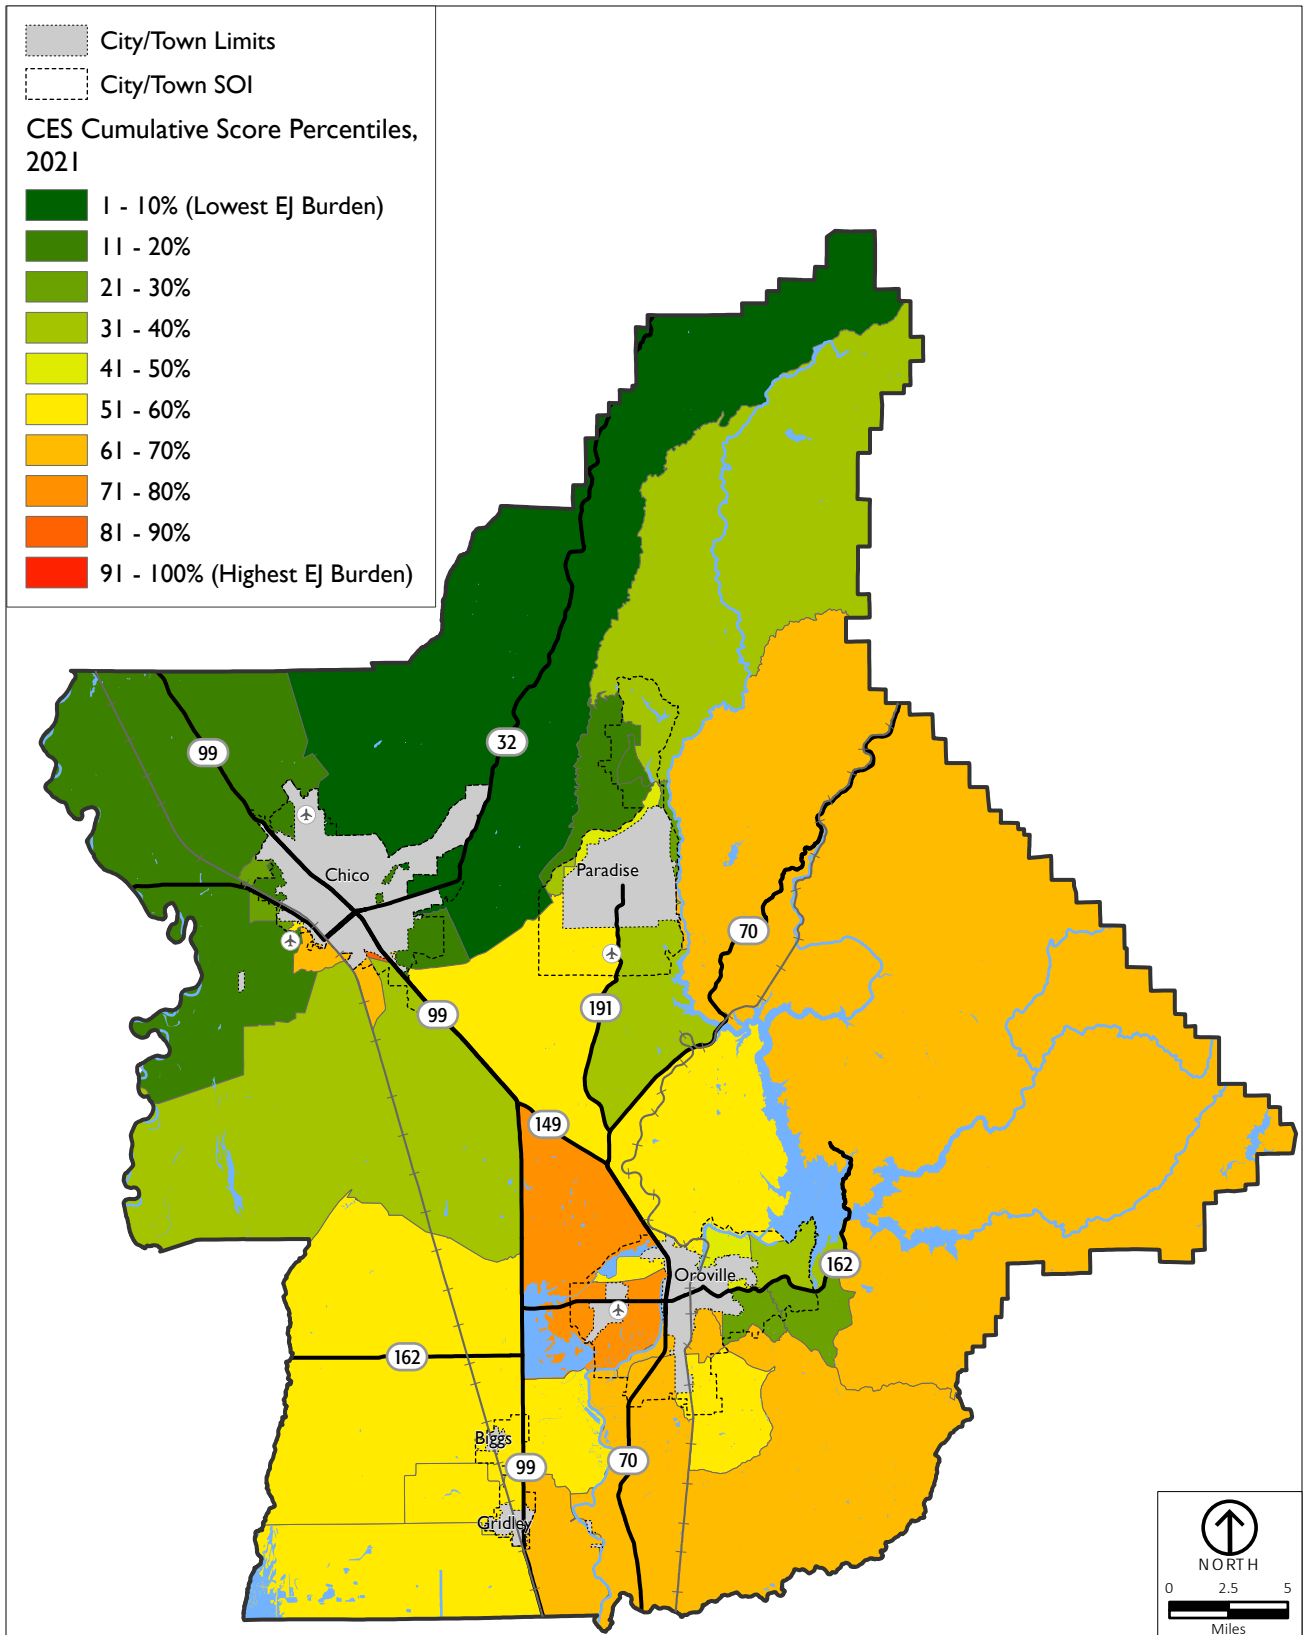 City/Town Limits
City/Town SOI
CES Cumulative Score Percentiles,
2021
1 - 10% (Lowest EJ Burden)
11 - 20%
21 - 30%
31 - 40%
41 - 50%
51 - 60%
61 - 70%
71 - 80%
81 - 90%
91 - 100% (Highest EJ Burden)
99
32
Chico
Paradise
70
191
99
149
Oroville
162
162
Biggs
99
70
Gridley
NORTH
0 2.5 5
Miles